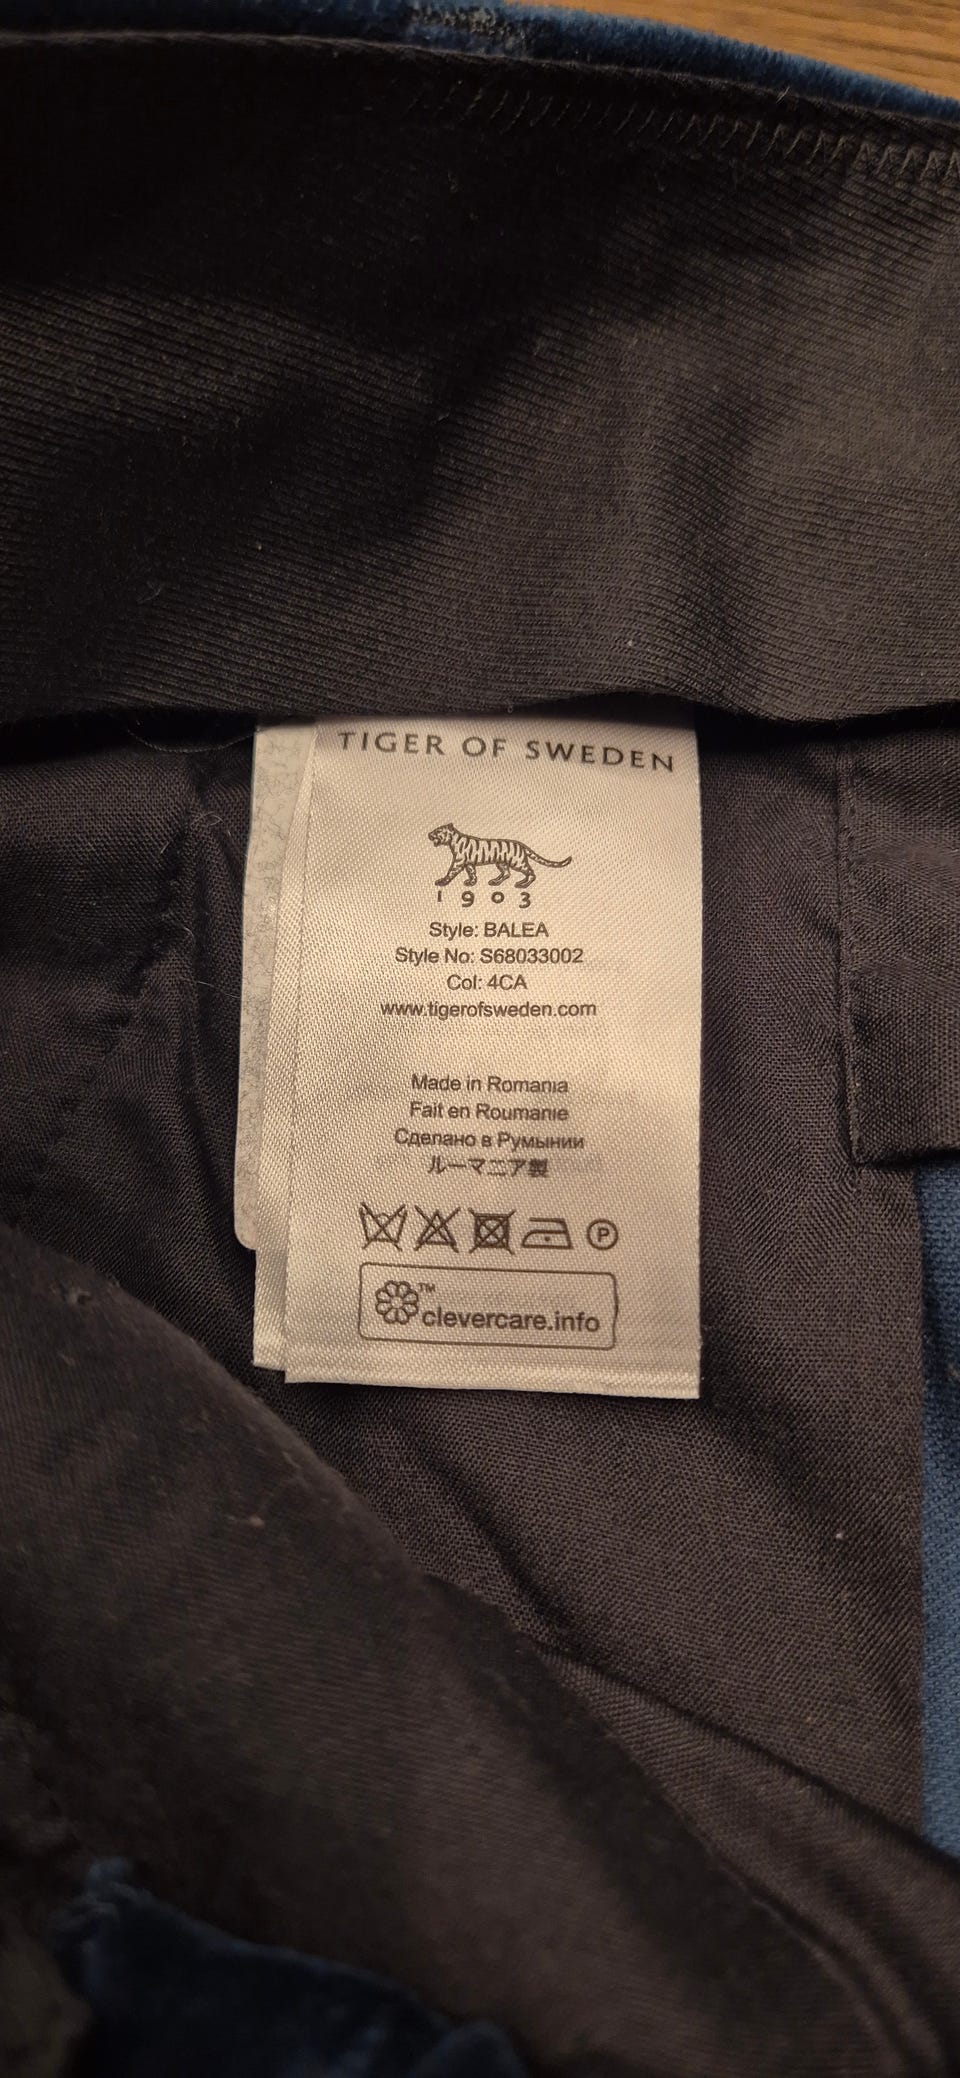 TIGER OF SWEDEN
1903
Style: BALEA
Style No: S68033002
Col: 4CA
www.tigerofsweden.com
Made in Romania
Fait en Roumanie
Сделано в Румынии
ルーマニア製
P
TM
clevercare.info